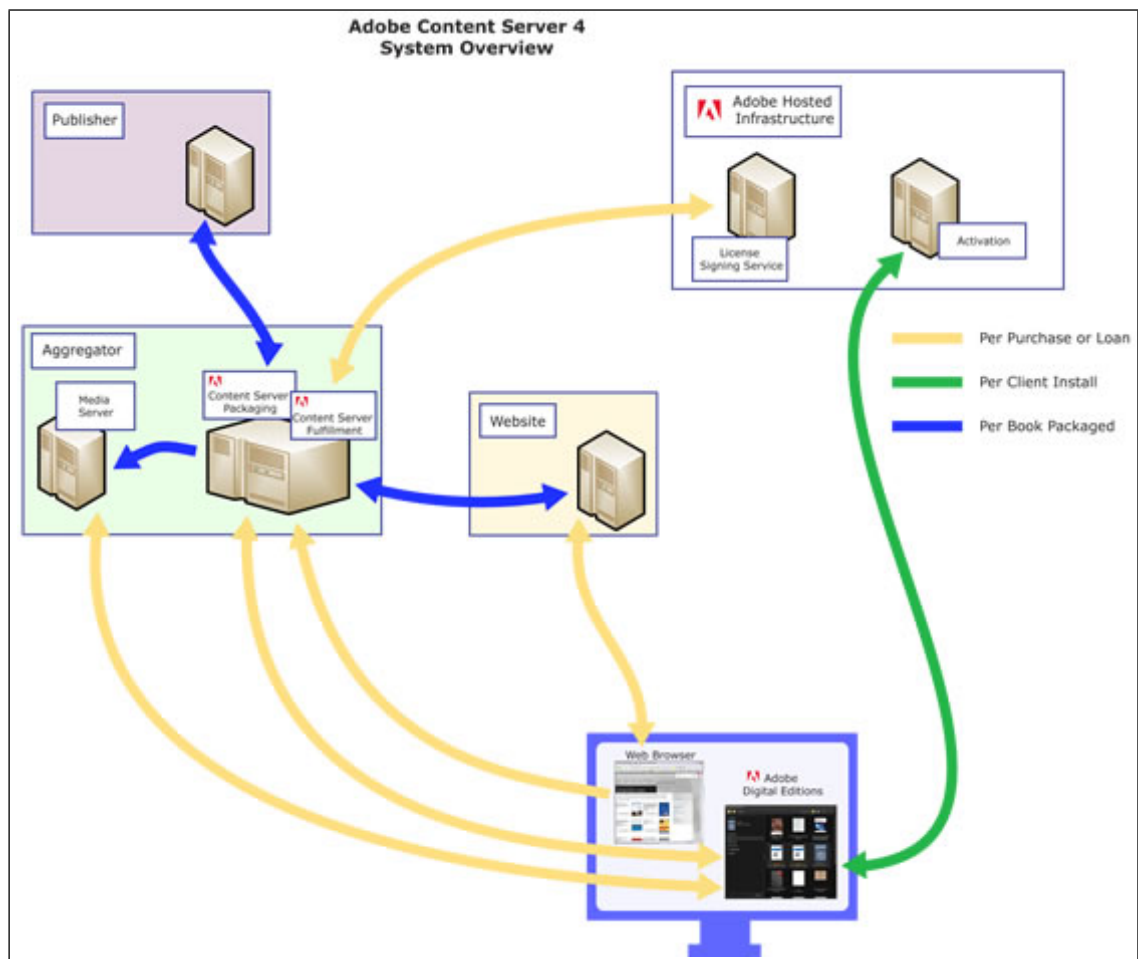 Adobe Content Server 4
System Overview
Publisher
Adobe Hosted
Infrastructure
License
Signing Service
Activation
Aggregator
Media
Server
Content Server
Packaging
Content Server
Fulfillment
Website
Per Purchase or Loan
Per Client Install
Per Book Packaged
Web Browser
Adobe
Digital Editions